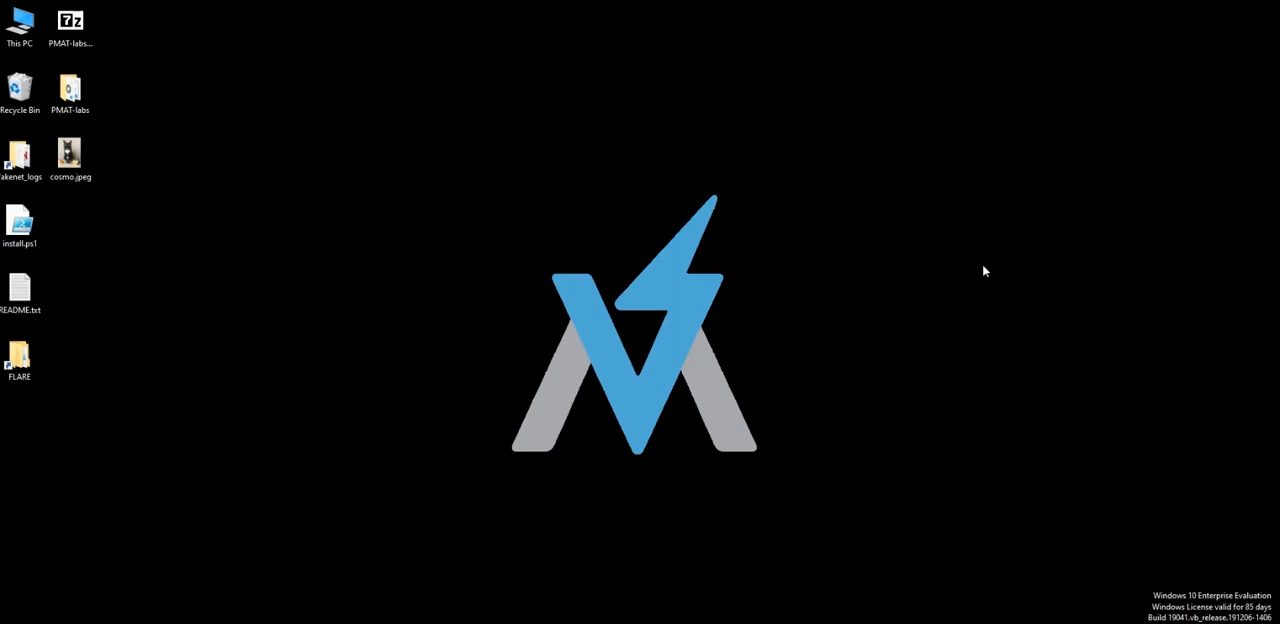 This PC
PMAT-labs...
Recycle Bin
PMAT-labs
akenet_logs
cosmo.jpeg
install.ps1
README.txt
FLARE
7z
Windows 10 Enterprise Evaluation
Windows License valid for 85 days
Build 19041.vb_release.191206-1406